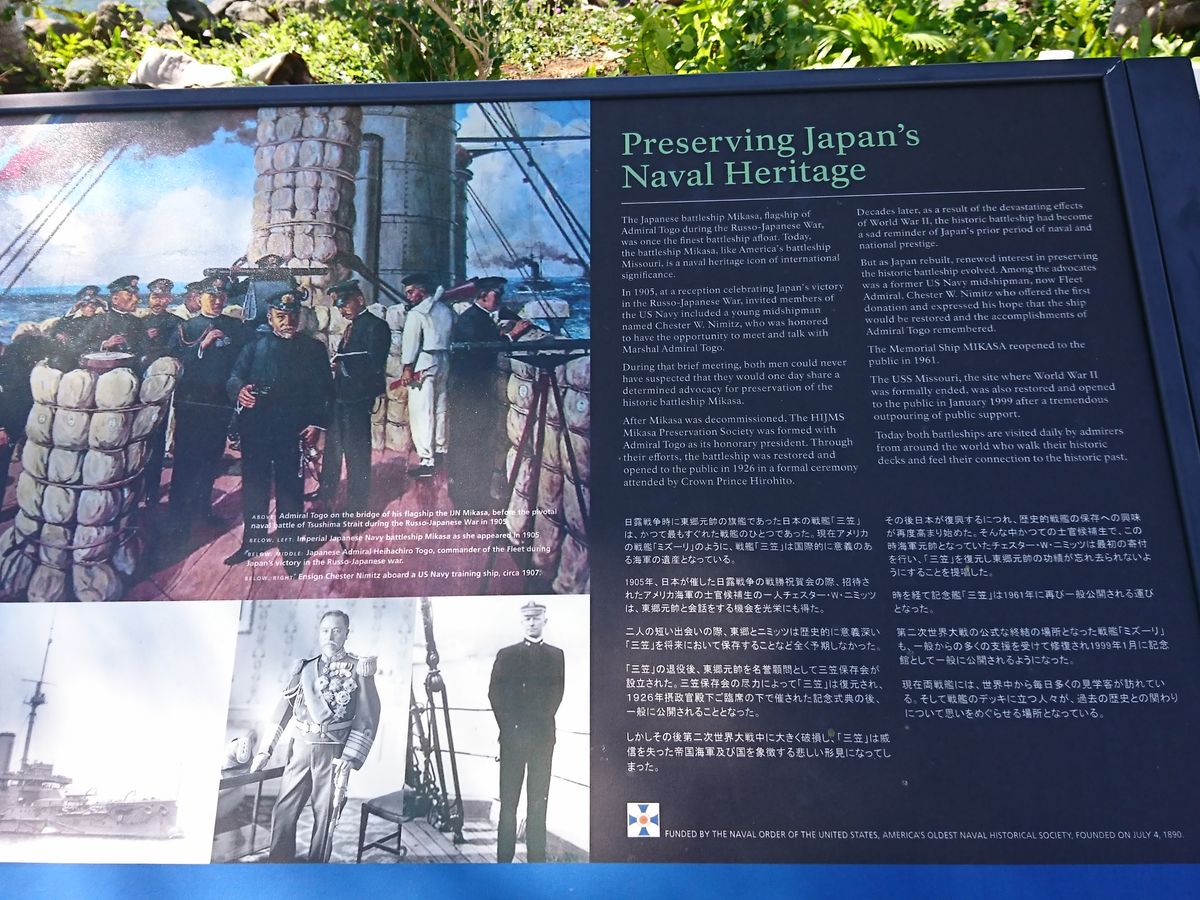 Preserving Japan's
Naval Heritage
The Japanese battleship Mikasa, flagship of
Admiral Togo during the Russo-Japanese War,
was once the finest battleship afloat. Today,
the battleship Mikasa, like America's battleship
Missouri, is a naval heritage icon of international
significance.
In 1905, at a reception celebrating Japan's victory
in the Russo-Japanese War, invited members of
the US Navy included a young midshipman
named Chester W. Nimitz, who was honored
to have the opportunity to meet and talk with
Marshal Admiral Togo.
During that brief meeting, both men could never
have suspected that they would one day share a
determined advocacy for preservation of the
historic battleship Mikasa.
After Mikasa was decommissioned, The HIJMS
Mikasa Preservation Society was formed with
Admiral Togo as its honorary president. Through
their efforts, the battleship was restored and
opened to the public in 1926 in a formal ceremony
attended by Crown Prince Hirohito.
Decades later, as a result of the devastating effects
of World War II, the historic battleship had become
a sad reminder of Japan's prior period of naval and
national prestige.
But as Japan rebuilt, renewed interest in preserving
the historic battleship evolved. Among the advocates
was a former US Navy midshipman, now Fleet
Admiral, Chester W. Nimitz who offered the first
donation and expressed his hope that the ship
would be restored and the accomplishments of
Admiral Togo remembered.
The Memorial Ship MIKASA reopened to the
public in 1961.
The USS Missouri, the site where World War II
was formally ended, was also restored and opened
to the public in January 1999 after a tremendous
outpouring of public support.
Today both battleships are visited daily by admirers
from around the world who walk their historic
decks and feel their connection to the historic past.
ABOVE: Admiral Togo on the bridge of his flagship the IJN Mikasa, before the pivotal
naval battle of Tsushima Strait during the Russo-Japanese War in 1905.
BELOW, LEFT: Imperial Japanese Navy battleship Mikasa as she appeared in 1905
BELOW, MIDDLE: Japanese Admiral Heihachiro Togo, commander of the Fleet during
Japan's victory in the Russo-Japanese war.
BELOW, RIGHT: Ensign Chester Nimitz aboard a US Navy training ship, circa 1907.
日露戦争時に東郷元帥の旗艦であった日本の戦艦「三笠」
は、かつて最もすぐれた戦艦のひとつであった。現在アメリカ
の戦艦「ミズーリ」のように、戦艦「三笠」は国際的に意義のあ
る海軍の遺産となっている。
1905年、日本が催した日露戦争の戦勝祝賀会の際、招待さ
れたアメリカ海軍の士官候補生の一人チェスター・W・ニミッツ
は、東郷元帥と会話をする機会を光栄にも得た。
二人の短い出会いの際、東郷とニミッツは歴史的に意義深い
「三笠」を将来において保存することなど全く予期しなかった。
「三笠」の退役後、東郷元帥を名誉顧問として三笠保存会が
設立された。三笠保存会の尽力によって「三笠」は復元され、
1926年摂政官殿下ご臨席の下で催された記念式典の後、
一般に公開されることとなった。
しかしその後第二次世界大戦中に大きく破損し、「三笠」は威
信を失った帝国海軍及び国を象徴する悲しい形見になってし
まった。
その後日本が復興するにつれ、歴史的戦艦の保存への興味
が再度高まり始めた。そんな中かつての士官候補生で、この
時海軍元帥となっていたチェスター・W・ニミッツは最初の寄付
を行い、「三笠」を復元し東郷元帥の功績が忘れ去られないよ
うにすることを提唱した。
時を経て記念艦「三笠」は1961年に再び一般公開される運び
となった。
第二次世界大戦の公式な終結の場所となった戦艦「ミズーリ」
も、一般からの多くの支援を受けて修復され1999年1月に記念
館として一般に公開されるようになった。
現在両戦艦には、世界中から毎日多くの見学客が訪れてい
る。そして戦艦のデッキに立つ人々が、過去の歴史との関わり
について思いをめぐらせる場所となっている。
FUNDED BY THE NAVAL ORDER OF THE UNITED STATES, AMERICA'S OLDEST NAVAL HISTORICAL SOCIETY, FOUNDED ON JULY 4, 1890.